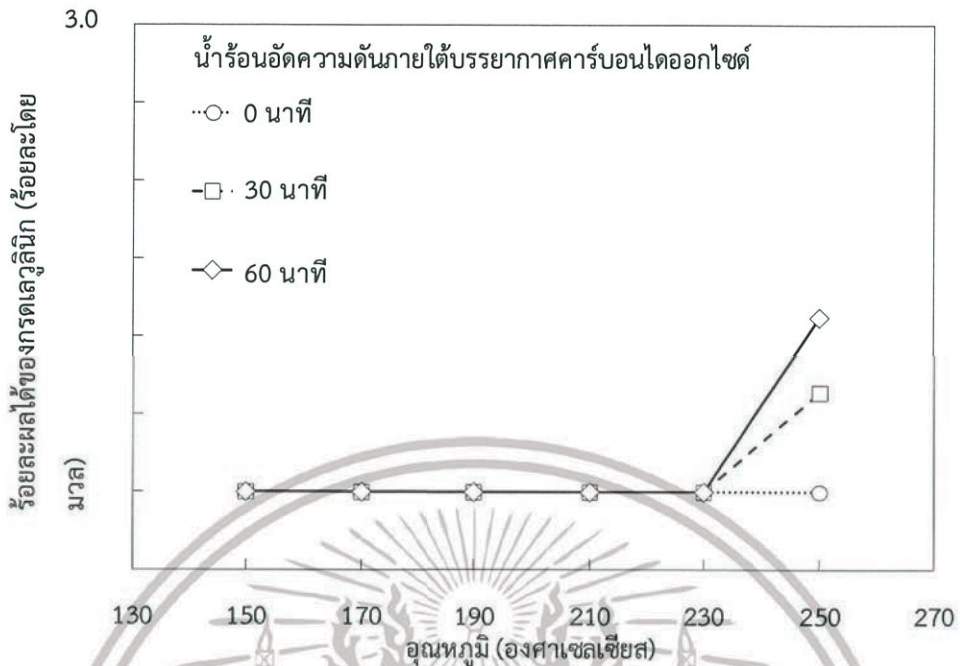 3.0
น้ำร้อนอัดความดันภายใต้บรรยากาศคาร์บอนไดออกไซด์
0 นาที
30 นาที
60 นาที
ร้อยละผลได้ของกรดเลวูลินิก (ร้อยละโดย
มวล)
130 150 170 190 210 230 250 270
อุณหภูมิ (องศาเซลเซียส)